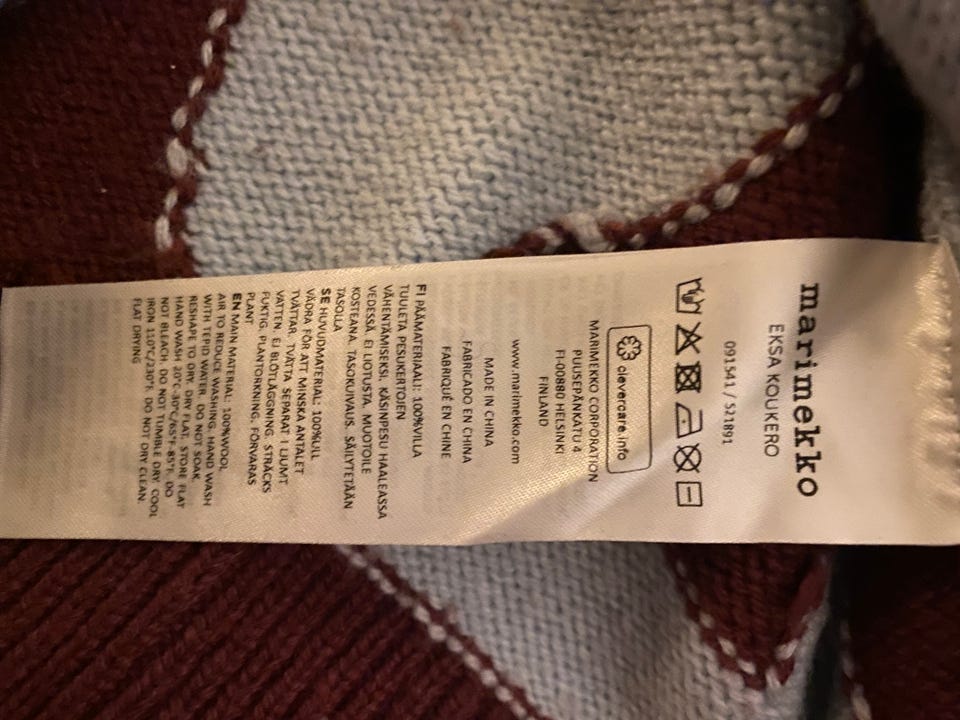 marimekko
EKSA KOUKERO
091541 / 521891
clevercare.info
MARIMEKKO CORPORATION
PUUSEPÄNKATU 4
FI-00880 HELSINKI
FINLAND
www.marimekko.com
MADE IN CHINA
FABRICADO EN CHINA
FABRIQUÉ EN CHINE
FI PÄÄMATERIAALI: 100%VILLA
TUULETA PESUKERTOJEN
VÄHENTÄMISEKSI. KÄSINPESU HAALEASSA
VEDESSÄ. EI LIOTUSTA. MUOTOILE
KOSTEANA. TASOKUIVAUS. SÄILYTETÄÄN
TASOLLA
SE HUVUDMATERIAL: 100%ULL
VÄDRA FÖR ATT MINSKA ANTALET
TVÄTTAR. TVÄTTA SEPARAT I LJUMT
VATTEN. EJ BLÖTLÄGGNING. STRÄCKS
FUKTIG. PLANTORKNING. FÖRVARAS
PLANT
EN MAIN MATERIAL: 100%WOOL
AIR TO REDUCE WASHING. HAND WASH
WITH TEPID WATER. DO NOT SOAK.
RESHAPE TO DRY. DRY FLAT. STORE FLAT
HAND WASH 20°C-30°C/65°F-85°F. DO
NOT BLEACH. DO NOT TUMBLE DRY. COOL
IRON 110°C/230°F. DO NOT DRY CLEAN.
FLAT DRYING